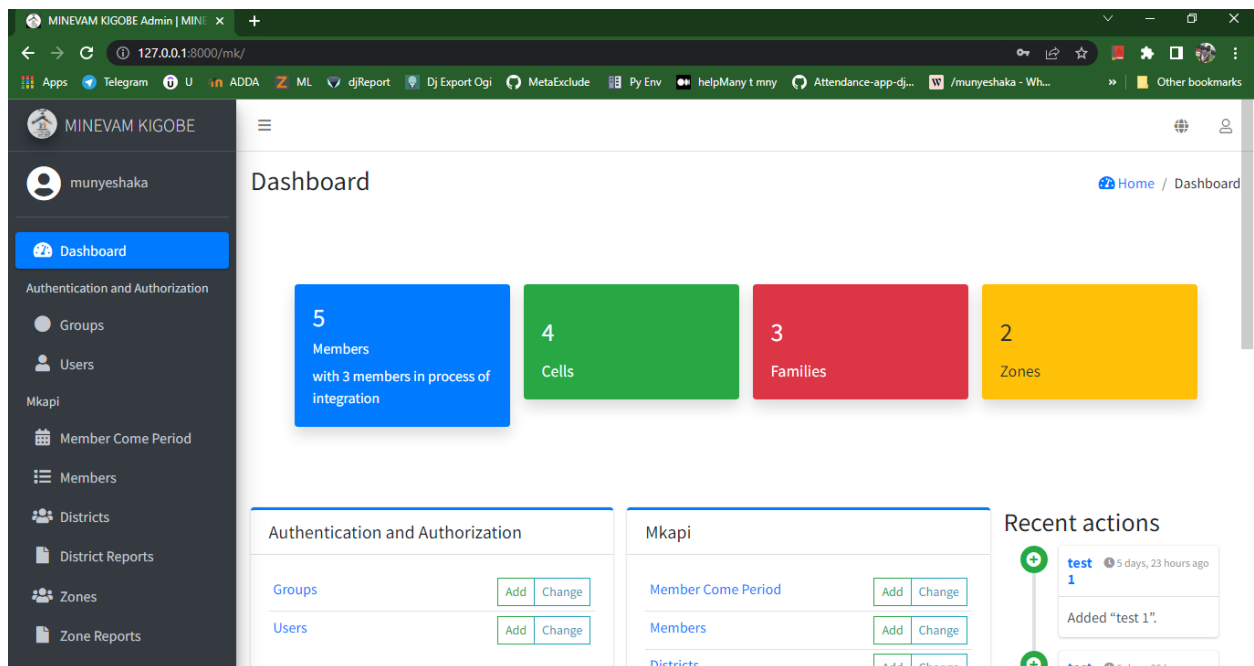 MINEVAM KIGOBE Admin | MINE
127.0.0.1:8000/mk/
Apps Telegram U ADDA ML djReport Dj Export Ogi MetaExclude Py Env helpMany t mny Attendance-app-dj... /munyeshaka - Wh... » Other bookmarks
MINEVAM KIGOBE
munyeshaka
Dashboard
Authentication and Authorization
Groups
Users
Mkapi
Member Come Period
Members
Districts
District Reports
Zones
Zone Reports
Dashboard
Home / Dashboard
5
Members
with 3 members in process of
integration
4
Cells
3
Families
2
Zones
Authentication and Authorization
Groups Add Change
Users Add Change
Mkapi
Member Come Period Add Change
Members Add Change
Districts Add Change
Recent actions
test 5 days, 23 hours ago
1
Added “test 1”.